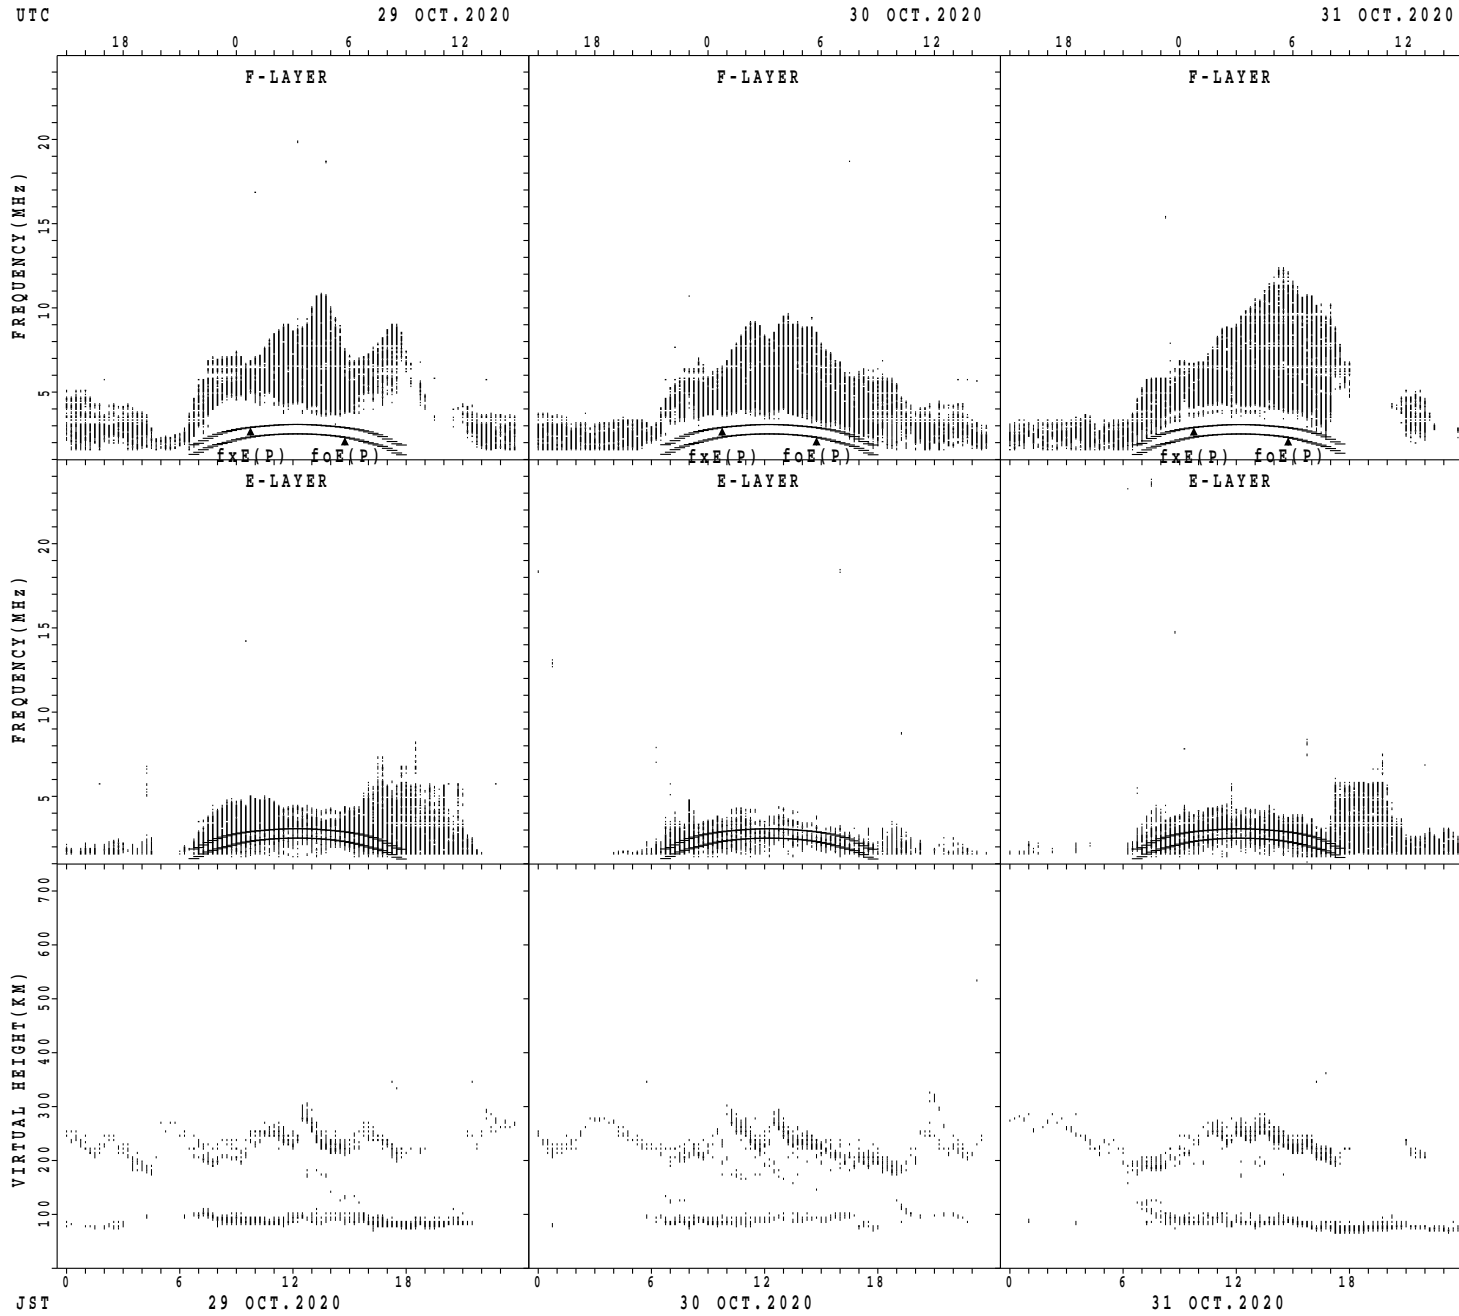 UTC 29 OCT.2020 30 OCT.2020 31 OCT.2020
18 0 6 12 18 0 6 12 18 0 6 12
F-LAYER F-LAYER F-LAYER
FREQUENCY(MHz)
20
15
10
5
fxE(P) foE(P) fxE(P) foE(P) fxE(P) foE(P)
E-LAYER E-LAYER E-LAYER
FREQUENCY(MHz)
20
15
10
5
VIRTUAL HEIGHT(KM)
700
600
500
400
300
200
100
0 6 12 18 0 6 12 18 0 6 12 18
JST 29 OCT.2020 30 OCT.2020 31 OCT.2020